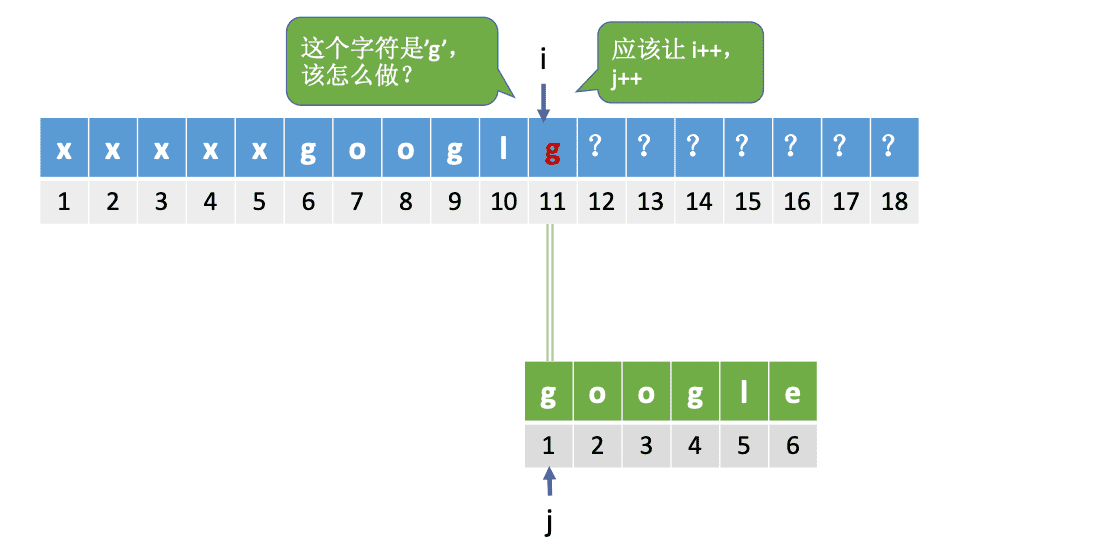 这个字符是’g’，
该怎么做？
i
应该让 i++，
j++
x x x x x g o o g l g ？ ？ ？ ？ ？ ？ ？
1 2 3 4 5 6 7 8 9 10 11 12 13 14 15 16 17 18
g o o g l e
1 2 3 4 5 6
j